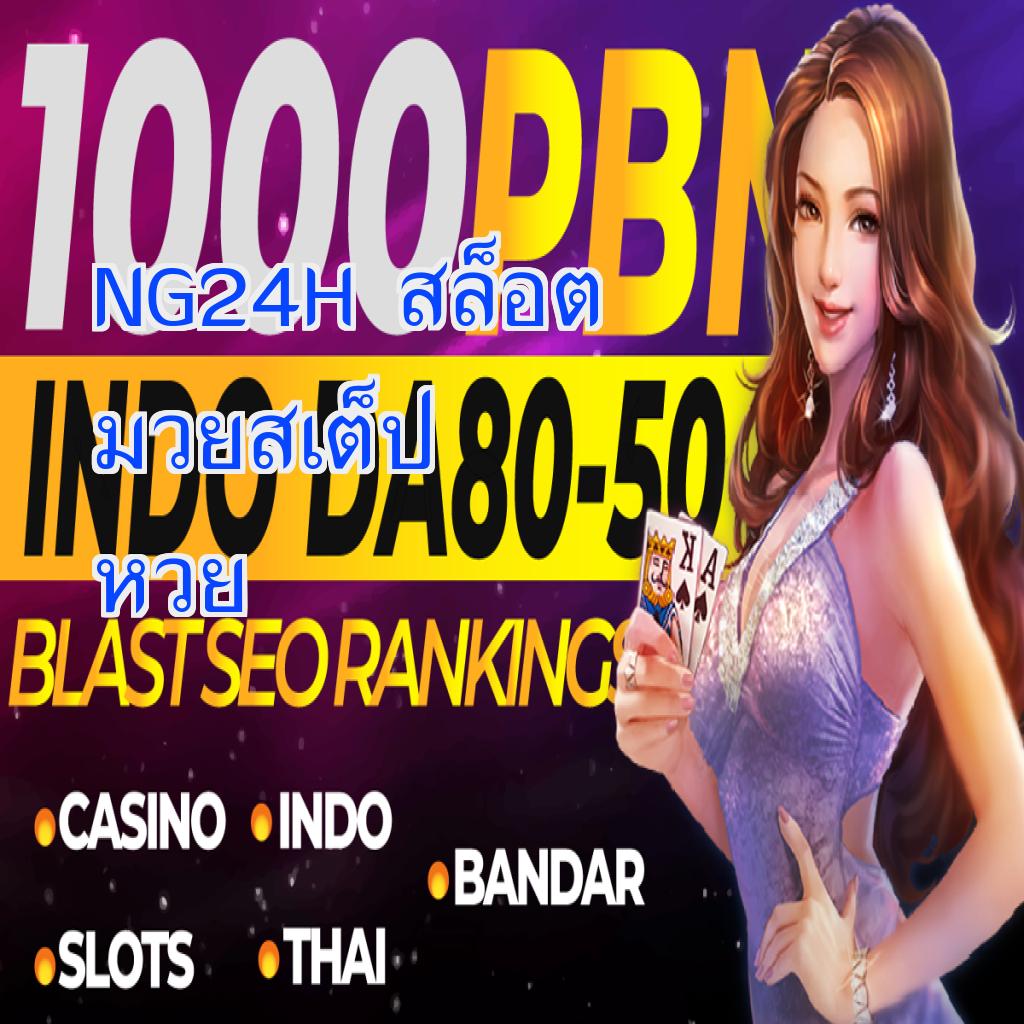 1000PBN
NG24H สล็อต
INDO DA80-50
มวยสเต็ป
หวย
BLAST SEO RANKINGS
CASINO
INDO
BANDAR
SLOTS
THAI
K A